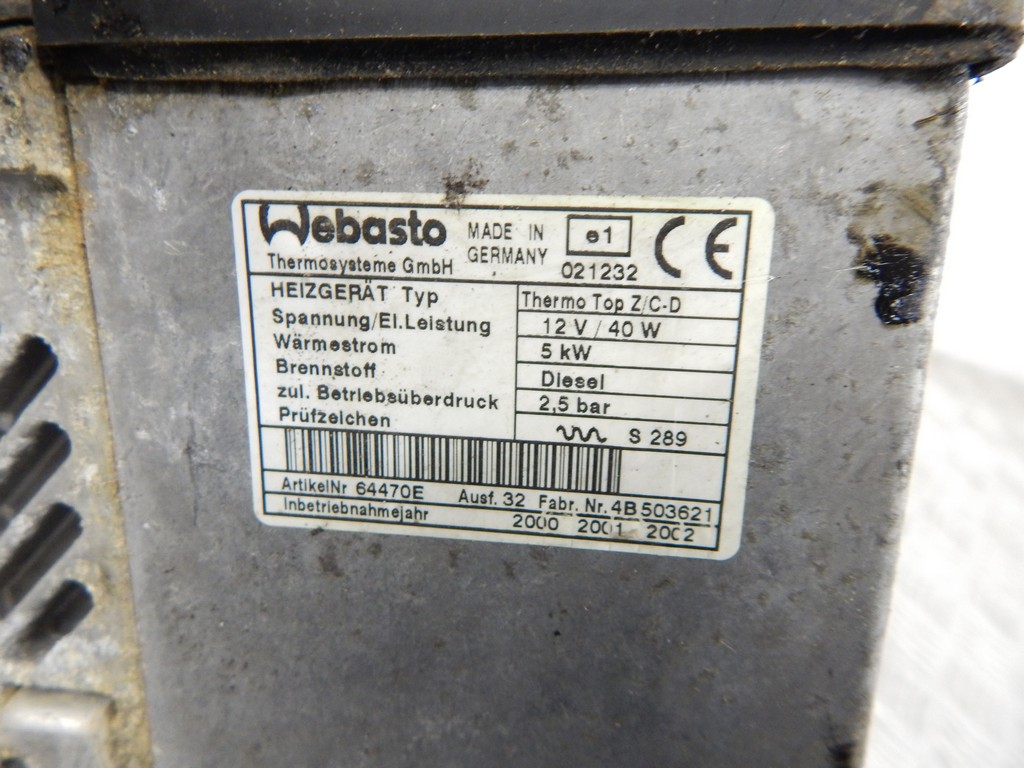 Webasto
Thermosysteme GmbH
MADE IN
GERMANY
e1
021232
CE
HEIZGERÄT Typ Thermo Top Z/C-D
Spannung/El.Leistung 12 V / 40 W
Wärmestrom 5 kW
Brennstoff Diesel
zul. Betriebsüberdruck 2,5 bar
Prüfzeichen S 289
ArtikelNr 64470E Ausf. 32 Fabr. Nr. 4B503621
Inbetriebnahmejahr 2000 2001 2002